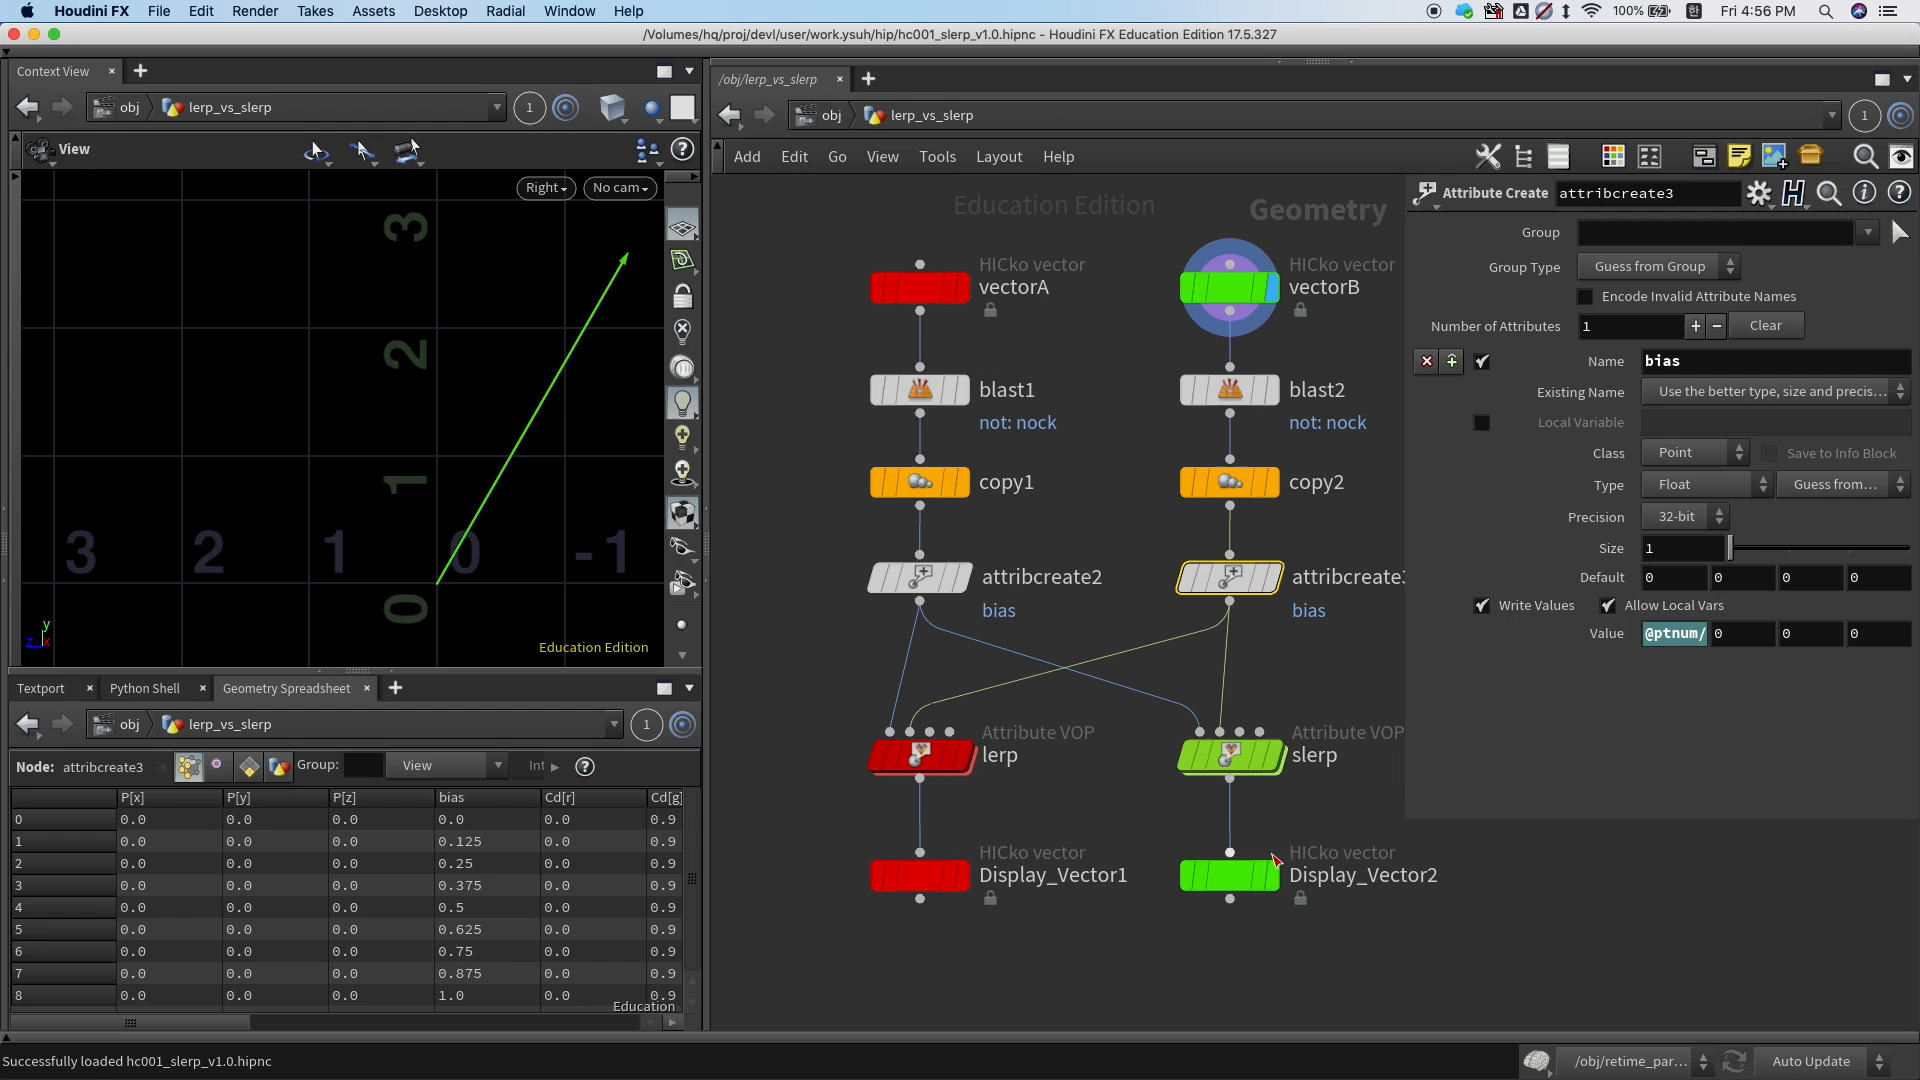 Houdini FX File Edit Render Takes Assets Desktop Radial Window Help 100% 한 Fri 4:56 PM
/Volumes/hq/proj/devl/user/work.ysuh/hip/hc001_slerp_v1.0.hipnc - Houdini FX Education Edition 17.5.327
Context View × +
obj lerp_vs_slerp 1
View
Right No cam
3
2
1
0
3 2 1 0 -1
y
z x
Education Edition
Textport × Python Shell × Geometry Spreadsheet × +
obj lerp_vs_slerp 1
Node: attribcreate3 Group: View Int
P[x] P[y] P[z] bias Cd[r] Cd[g]
0 0.0 0.0 0.0 0.0 0.0 0.9
1 0.0 0.0 0.0 0.125 0.0 0.9
2 0.0 0.0 0.0 0.25 0.0 0.9
3 0.0 0.0 0.0 0.375 0.0 0.9
4 0.0 0.0 0.0 0.5 0.0 0.9
5 0.0 0.0 0.0 0.625 0.0 0.9
6 0.0 0.0 0.0 0.75 0.0 0.9
7 0.0 0.0 0.0 0.875 0.0 0.9
8 0.0 0.0 0.0 1.0 0.0 0.9
Education
/obj/lerp_vs_slerp × +
obj lerp_vs_slerp 1
Add Edit Go View Tools Layout Help
Education Edition Geometry
HICko vector
vectorA
HICko vector
vectorB
blast1
not: nock
blast2
not: nock
copy1
copy2
attribcreate2
bias
attribcreate3
bias
Attribute VOP
lerp
Attribute VOP
slerp
HICko vector
Display_Vector1
HICko vector
Display_Vector2
Attribute Create attribcreate3
Group
Group Type Guess from Group
Encode Invalid Attribute Names
Number of Attributes 1 + − Clear
Name bias
Existing Name Use the better type, size and precis...
Local Variable
Class Point Save to Info Block
Type Float Guess from...
Precision 32-bit
Size 1
Default 0 0 0 0
Write Values Allow Local Vars
Value @ptnum/ 0 0 0
Successfully loaded hc001_slerp_v1.0.hipnc
/obj/retime_par... Auto Update